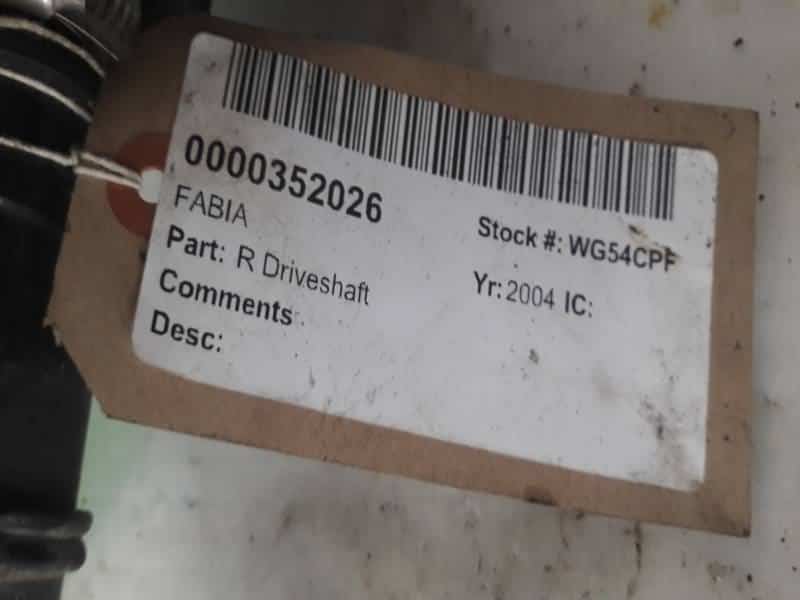 0000352026
FABIA
Stock #: WG54CPF
Part: R Driveshaft
Yr: 2004 IC:
Comments
Desc: